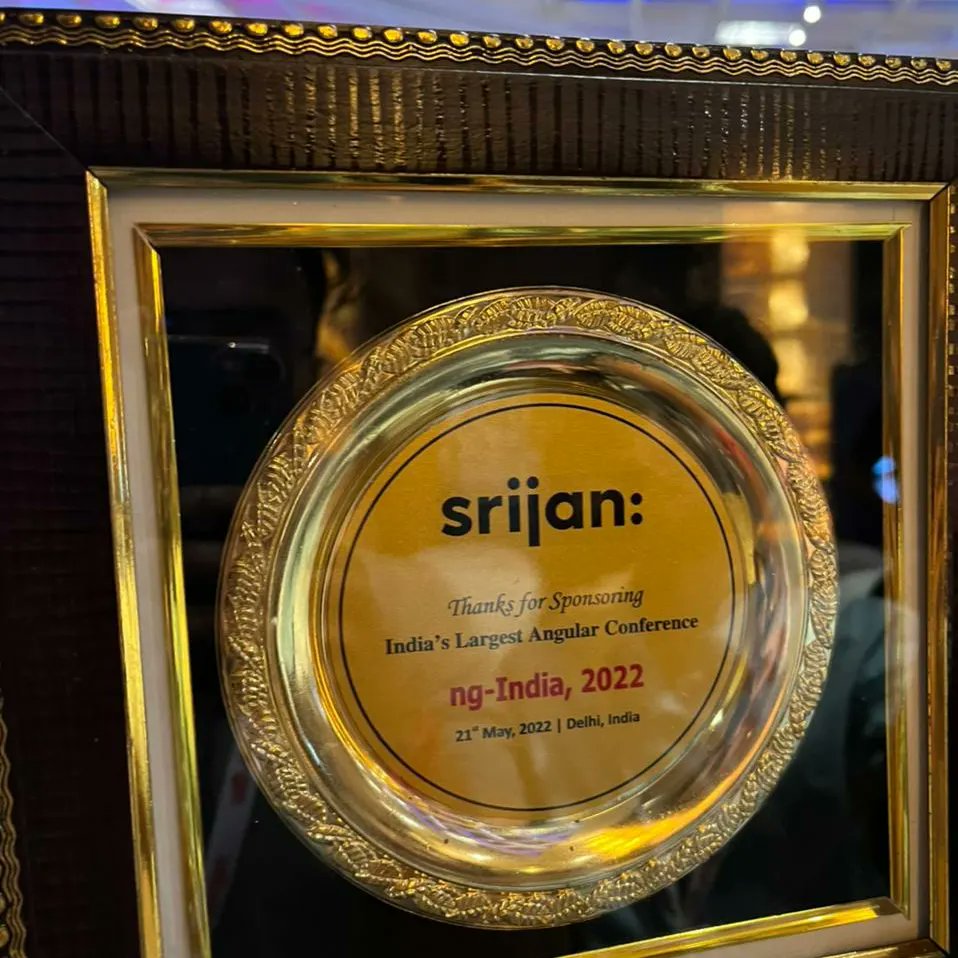 srijan:
Thanks for Sponsoring
India's Largest Angular Conference
ng-India, 2022
21st May, 2022 | Delhi, India